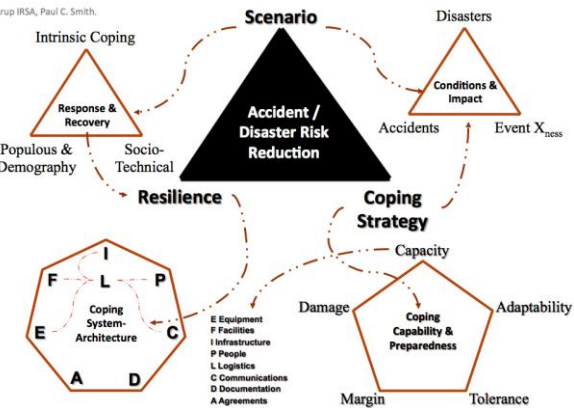 rup IRSA, Paul C. Smith.
Scenario
Disasters
Intrinsic Coping
Response &
Recovery
Populous &
Demography
Socio-
Technical
Accident /
Disaster Risk
Reduction
Conditions &
Impact
Accidents
Event Xness
Resilience
Coping
Strategy
Capacity
I
F
L
P
Coping
System-
Architecture
E
C
A
D
E Equipment
F Facilities
I Infrastructure
P People
L Logistics
C Communications
D Documentation
A Agreements
Damage
Adaptability
Coping
Capability &
Preparedness
Margin
Tolerance